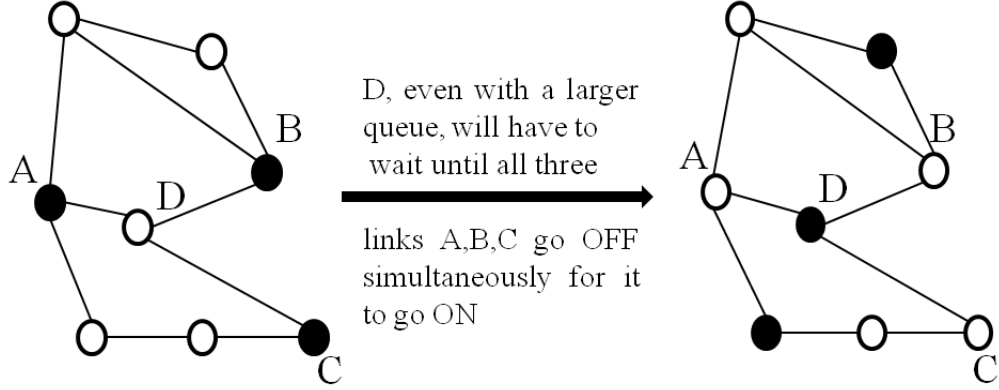 A
B
D
C
D, even with a larger
queue, will have to
wait until all three
links A,B,C go OFF
simultaneously for it
to go ON
A
B
D
C